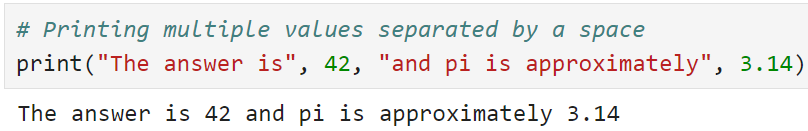 # Printing multiple values separated by a space
print("The answer is", 42, "and pi is approximately", 3.14)
The answer is 42 and pi is approximately 3.14